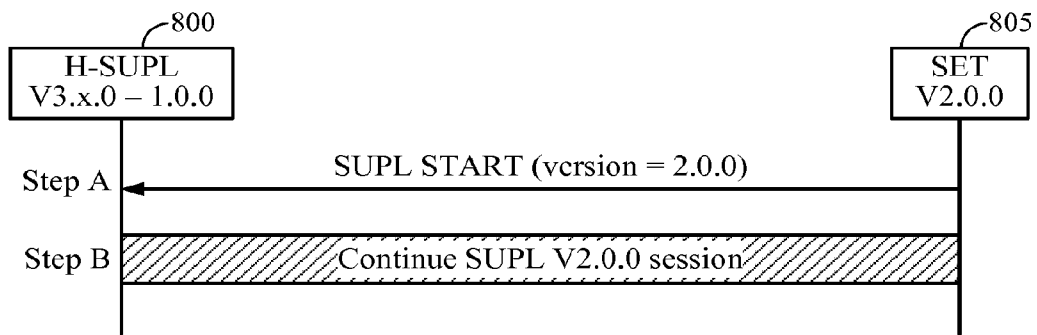 800
805
H-SUPL
V3.x.0 – 1.0.0
SET
V2.0.0
SUPL START (version = 2.0.0)
Step A
Step B
Continue SUPL V2.0.0 session